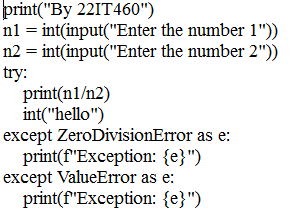 print("By 22IT460")
n1 = int(input("Enter the number 1"))
n2 = int(input("Enter the number 2"))
try:
    print(n1/n2)
    int("hello")
except ZeroDivisionError as e:
    print(f"Exception: {e}")
except ValueError as e:
    print(f"Exception: {e}")